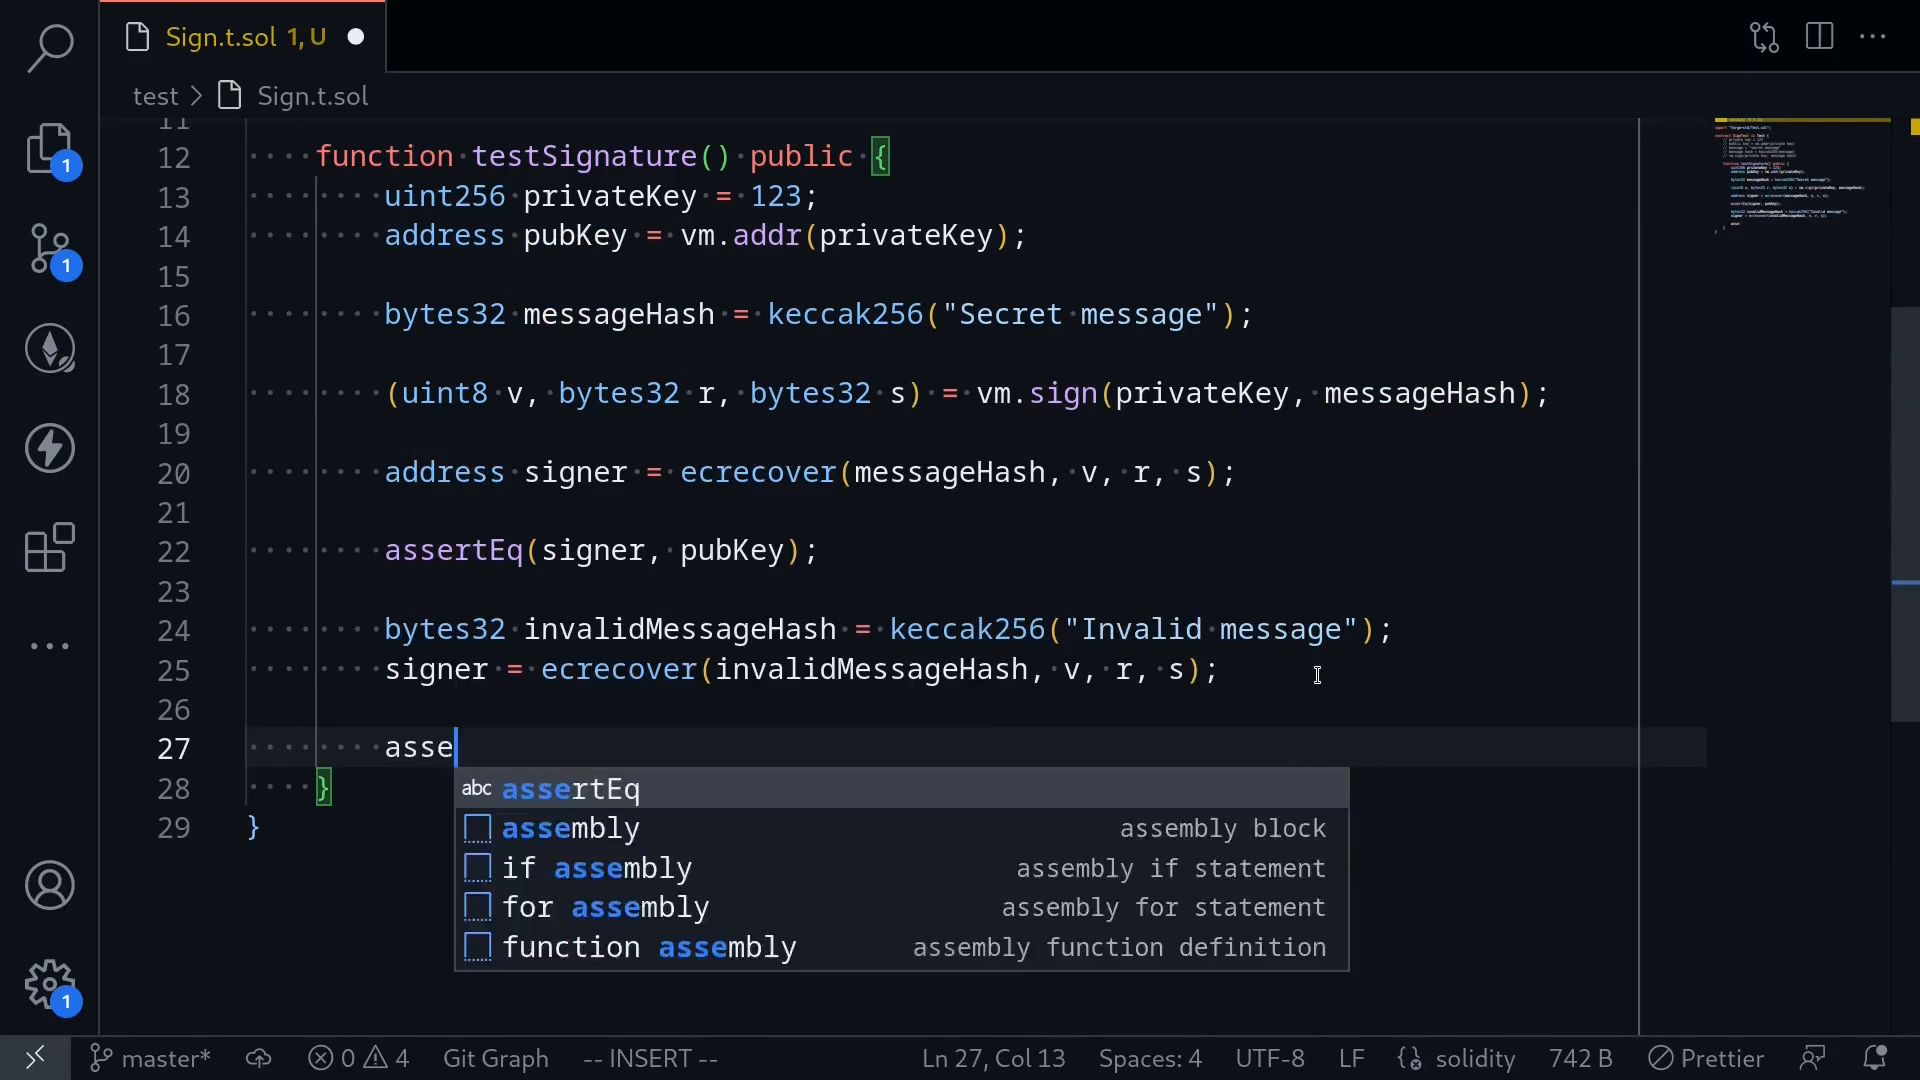 Sign.t.sol 1, U
test > Sign.t.sol
11
12 function testSignature() public {
13 uint256 privateKey = 123;
14 address pubKey = vm.addr(privateKey);
15
16 bytes32 messageHash = keccak256("Secret message");
17
18 (uint8 v, bytes32 r, bytes32 s) = vm.sign(privateKey, messageHash);
19
20 address signer = ecrecover(messageHash, v, r, s);
21
22 assertEq(signer, pubKey);
23
24 bytes32 invalidMessageHash = keccak256("Invalid message");
25 signer = ecrecover(invalidMessageHash, v, r, s);
26
27 asse
28 }
29 }
abc assertEq
assembly assembly block
if assembly assembly if statement
for assembly assembly for statement
function assembly assembly function definition
1
1
1
master* 0 4 Git Graph -- INSERT -- Ln 27, Col 13 Spaces: 4 UTF-8 LF solidity 742 B Prettier